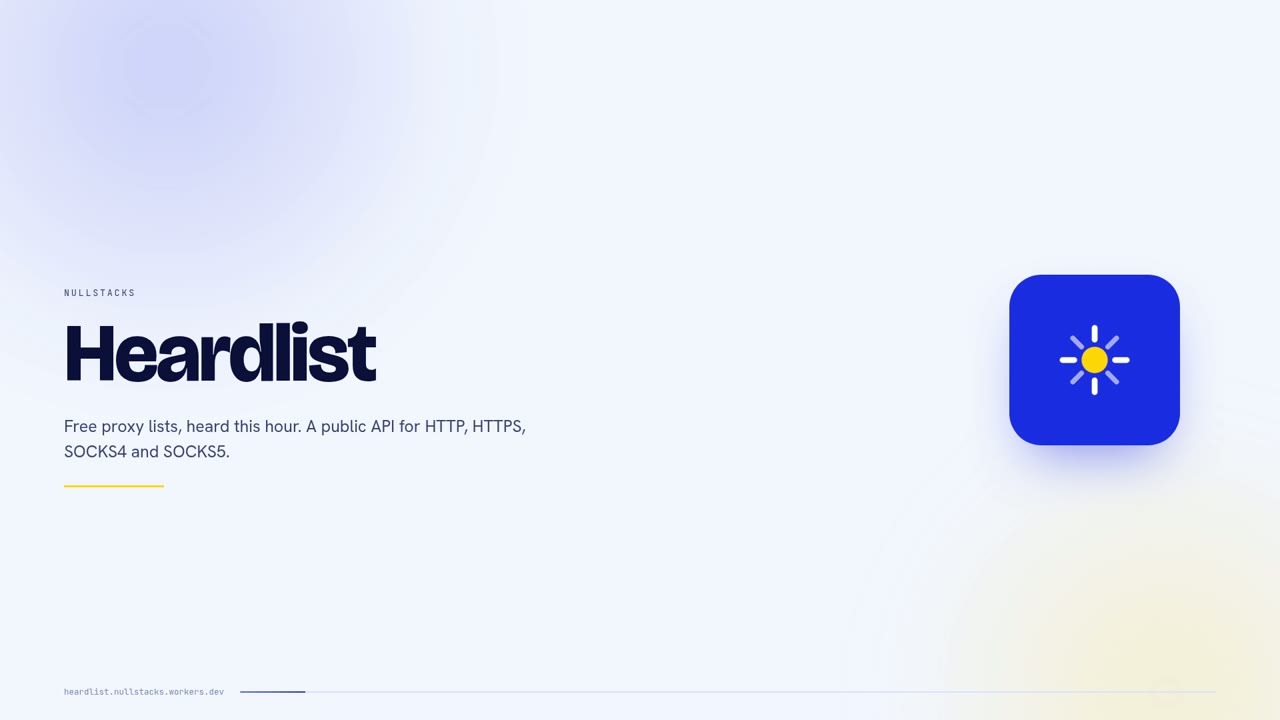 NULLSTACKS
Heardlist
Free proxy lists, heard this hour. A public API for HTTP, HTTPS,
SOCKS4 and SOCKS5.
heardlist.nullstacks.workers.dev